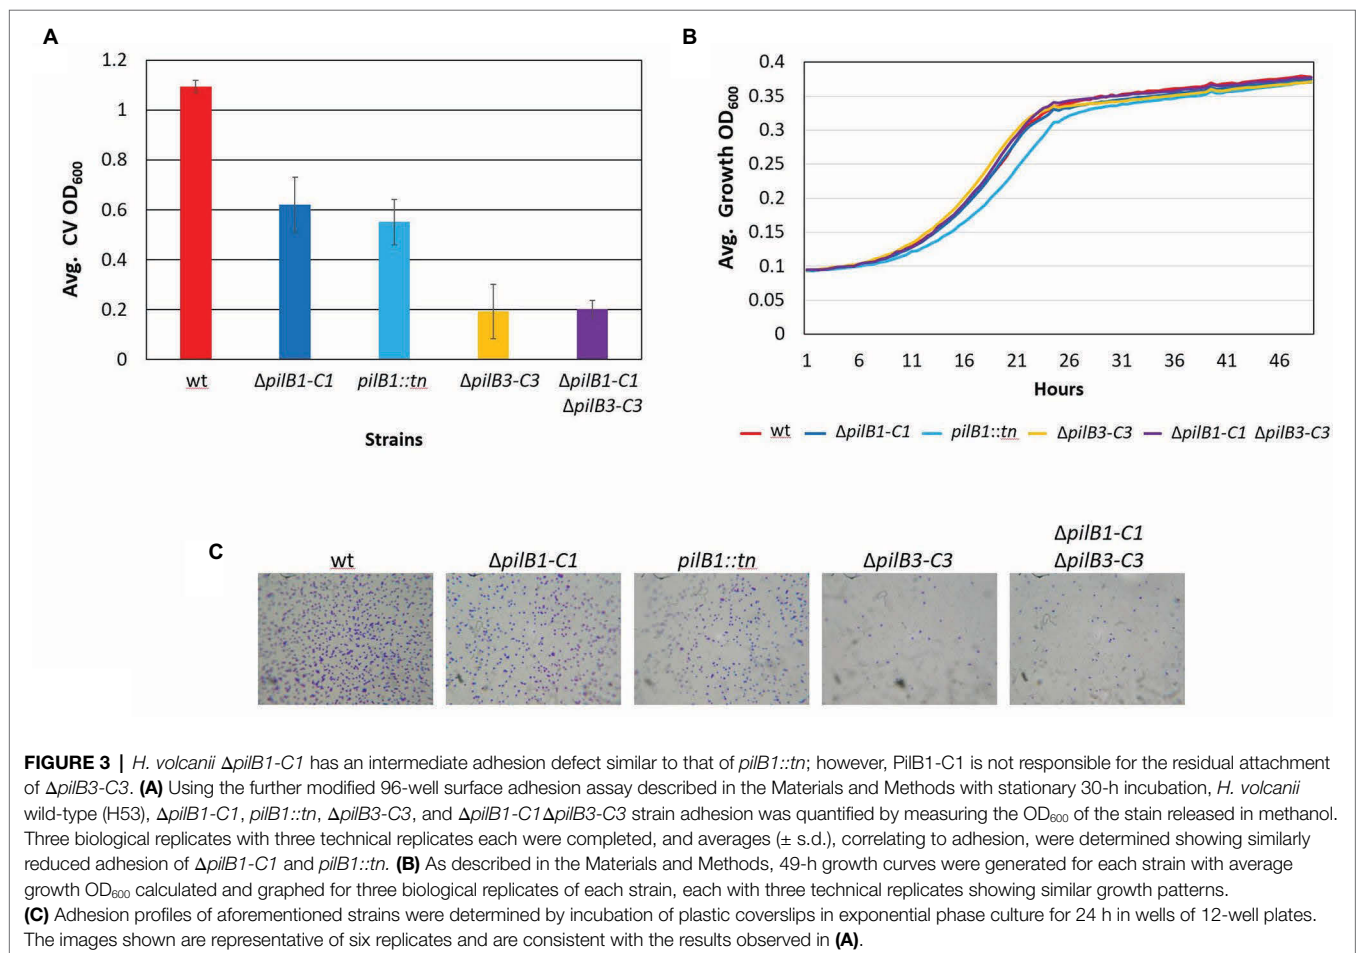 A
1.2
1
0.8
0.6
0.4
0.2
0
Avg. CV OD600
wt
ΔpilB1-C1
pilB1::tn
ΔpilB3-C3
ΔpilB1-C1
ΔpilB3-C3
Strains
B
0.4
0.35
0.3
0.25
0.2
0.15
0.1
0.05
0
Avg. Growth OD600
1 6 11 16 21 26 31 36 41 46
Hours
wt ΔpilB1-C1 pilB1::tn ΔpilB3-C3 ΔpilB1-C1 ΔpilB3-C3
C
wt
ΔpilB1-C1
pilB1::tn
ΔpilB3-C3
ΔpilB1-C1
ΔpilB3-C3
FIGURE 3 | H. volcanii ΔpilB1-C1 has an intermediate adhesion defect similar to that of pilB1::tn; however, PilB1-C1 is not responsible for the residual attachment
of ΔpilB3-C3. (A) Using the further modified 96-well surface adhesion assay described in the Materials and Methods with stationary 30-h incubation, H. volcanii
wild-type (H53), ΔpilB1-C1, pilB1::tn, ΔpilB3-C3, and ΔpilB1-C1ΔpilB3-C3 strain adhesion was quantified by measuring the OD600 of the stain released in methanol.
Three biological replicates with three technical replicates each were completed, and averages (± s.d.), correlating to adhesion, were determined showing similarly
reduced adhesion of ΔpilB1-C1 and pilB1::tn. (B) As described in the Materials and Methods, 49-h growth curves were generated for each strain with average
growth OD600 calculated and graphed for three biological replicates of each strain, each with three technical replicates showing similar growth patterns.
(C) Adhesion profiles of aforementioned strains were determined by incubation of plastic coverslips in exponential phase culture for 24 h in wells of 12-well plates.
The images shown are representative of six replicates and are consistent with the results observed in (A).